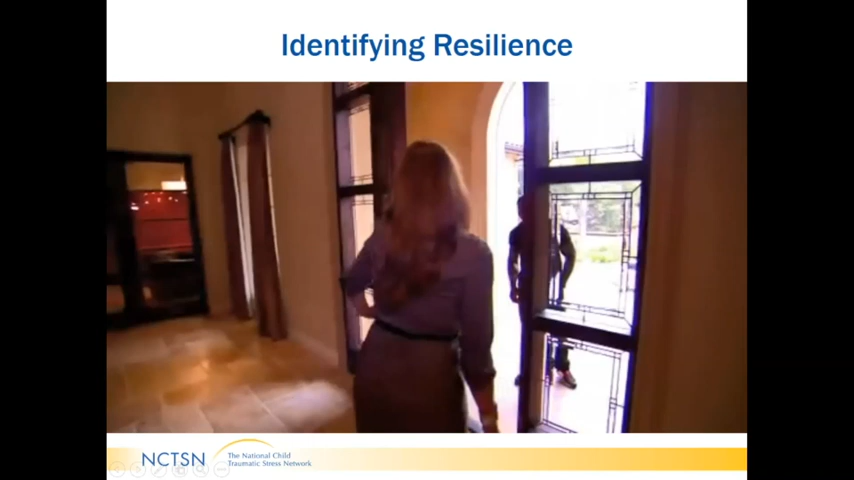 Identifying Resilience
NCTSN
The National Child
Traumatic Stress Network